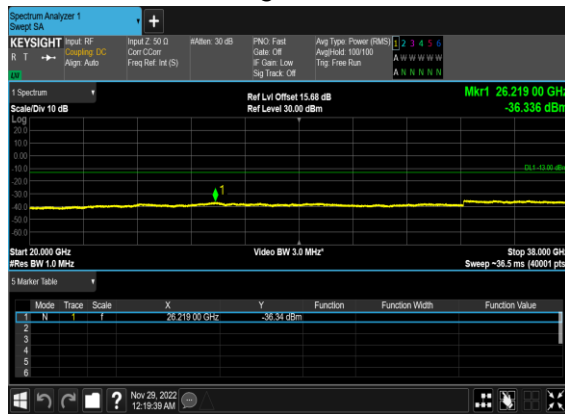 Spectrum Analyzer 1
Swept SA
+
KEYSIGHT Input: RF Input Z: 50 Ω #Atten: 30 dB PNO: Fast Avg Type: Power (RMS) 1 2 3 4 5 6
R T Coupling: DC Corr CCorr Gate: Off Avg|Hold: 100/100 A W W W W W
Align: Auto Freq Ref: Int (S) IF Gain: Low Trig: Free Run
Sig Track: Off A N N N N N
LW
1 Spectrum Ref Lvl Offset 15.68 dB Mkr1 26.219 00 GHz
Scale/Div 10 dB Ref Level 30.00 dBm -36.336 dBm
Log
20.0
10.0
0.00
-10.0 DL1 -13.00 dBm
-20.0
-30.0 1
-40.0
-50.0
-60.0
Start 20.000 GHz Video BW 3.0 MHz* Stop 38.000 GHz
#Res BW 1.0 MHz Sweep ~36.5 ms (40001 pts)
5 Marker Table
Mode Trace Scale X Y Function Function Width Function Value
1 N 1 f 26.219 00 GHz -36.34 dBm
2
3
4
5
6
? Nov 29, 2022
12:19:39 AM